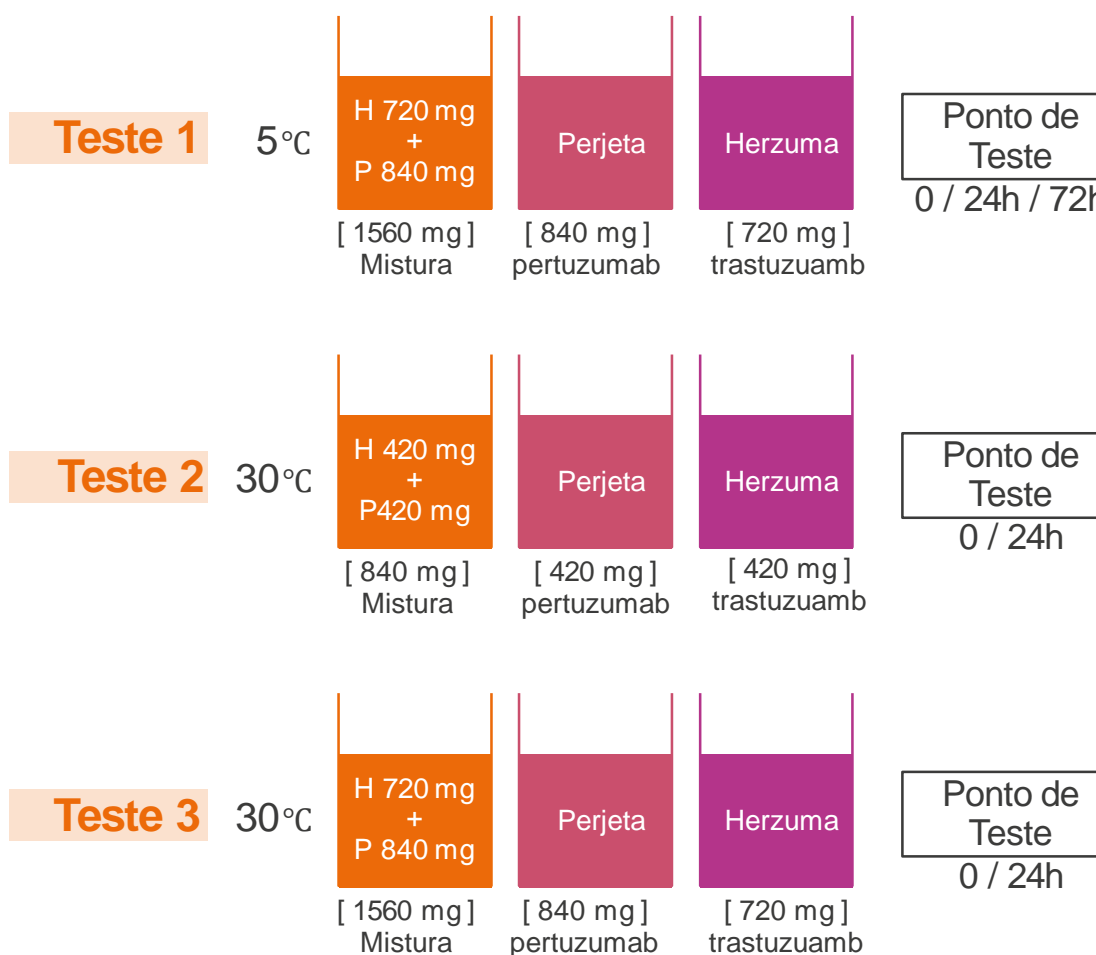 Teste 1
5℃
H 720 mg
+
P 840 mg
[ 1560 mg ]
Mistura
Perjeta
[ 840 mg ]
pertuzumab
Herzuma
[ 720 mg ]
trastuzuamb
Ponto de
Teste
0 / 24h / 72h
Teste 2
30℃
H 420 mg
+
P420 mg
[ 840 mg ]
Mistura
Perjeta
[ 420 mg ]
pertuzumab
Herzuma
[ 420 mg ]
trastuzuamb
Ponto de
Teste
0 / 24h
Teste 3
30℃
H 720 mg
+
P 840 mg
[ 1560 mg ]
Mistura
Perjeta
[ 840 mg ]
pertuzumab
Herzuma
[ 720 mg ]
trastuzuamb
Ponto de
Teste
0 / 24h